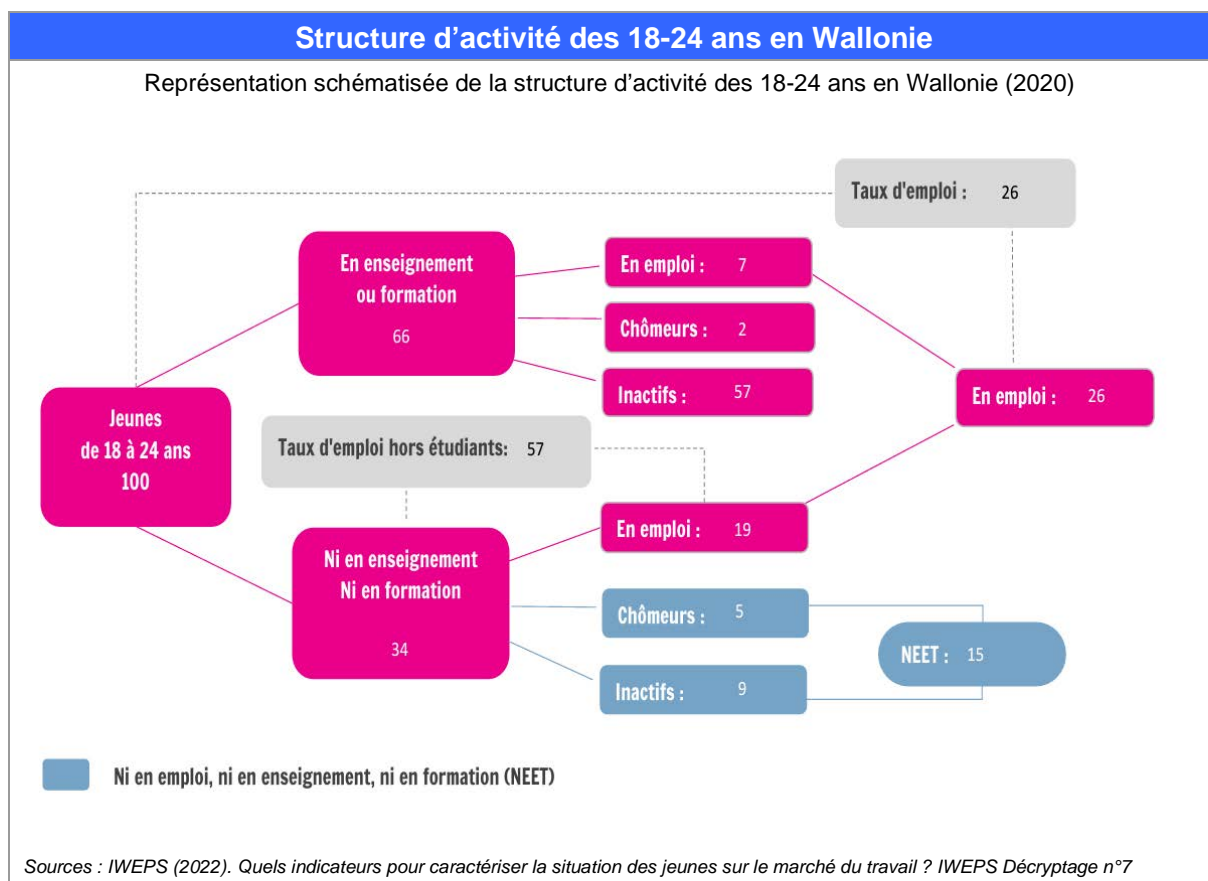 Structure d’activité des 18-24 ans en Wallonie
Représentation schématisée de la structure d’activité des 18-24 ans en Wallonie (2020)
Taux d'emploi : 26
En enseignement
ou formation
66
En emploi : 7
Chômeurs : 2
Inactifs : 57
En emploi : 26
Jeunes
de 18 à 24 ans
100
Taux d'emploi hors étudiants: 57
Ni en enseignement
Ni en formation
34
En emploi : 19
Chômeurs : 5
Inactifs : 9
NEET : 15
Ni en emploi, ni en enseignement, ni en formation (NEET)
Sources : IWEPS (2022). Quels indicateurs pour caractériser la situation des jeunes sur le marché du travail ? IWEPS Décryptage n°7